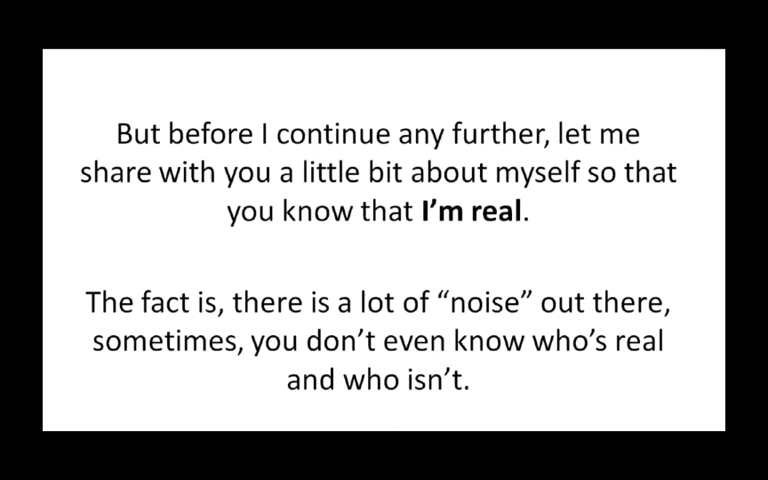 But before I continue any further, let me
share with you a little bit about myself so that
you know that I’m real.
The fact is, there is a lot of “noise” out there,
sometimes, you don’t even know who’s real
and who isn’t.